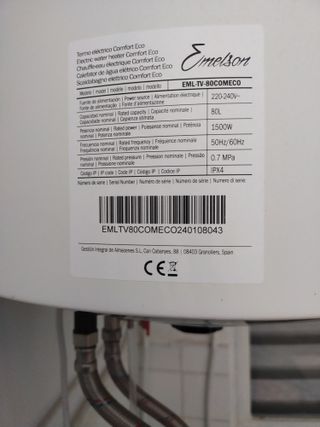 Termo eléctrico Comfort Eco
Electric water heater Comfort Eco
Chauffe-eau électrique Comfort Eco
Calefator de água elétrico Comfort Eco
Scaldabagno elettrico Comfort Eco
Emelson
Modelo | model | modèle | modelo | modello
EML-TV-80COMECO
Fuente de alimentación | Power source | Alimentation électrique |
Fonte de alimentação | Fonte d'alimentazione
220-240v~
Capacidad nominal | Rated capacity | Capacité nominale |
Capacidade nominal | Capienza stimata
80L
Potencia nominal | Rated power | Puissance nominale | Potência
nominal | Potenza nominale
1500W
Frecuencia nominal | Rated frequency | Fréquence nominale
Frequência nominal | Frequenza nominale
50Hz/60Hz
Presión nominal | Rated pressure | Pression nominale | Pressão
nominal | Pressione nominale
0.7 MPa
Código IP | IP code | Code IP | Código IP | Codice IP
IPX4
Número de serie | Serial Number | Numéro de série | Número de série | Numero di serie:
EMLTV80COMECO240108043
Gestión Integral de Almacenes S.L, Can Cabanyes, 88 | 08403 Granollers, Spain
CE